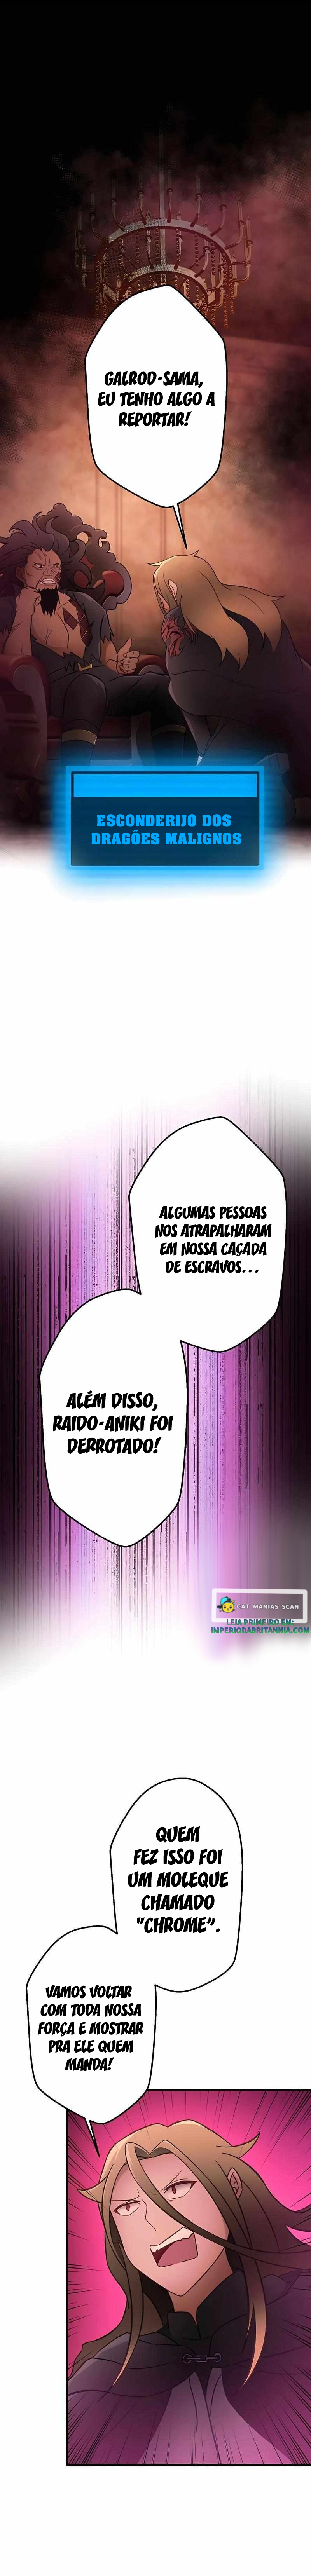 GALROD-SAMA,
EU TENHO ALGO A
REPORTAR!
ESCONDERIJO DOS
DRAGÕES MALIGNOS
ALGUMAS PESSOAS
NOS ATRAPALHARAM
EM NOSSA CAÇADA
DE ESCRAVOS...
ALÉM DISSO,
RAIDO-ANIKI FOI
DERROTADO!
CAT MANIAS SCAN
LEIA PRIMEIRO EM:
IMPERIODABRITANNIA.COM
QUEM
FEZ ISSO FOI
UM MOLEQUE
CHAMADO
"CHROME".
VAMOS VOLTAR
COM TODA NOSSA
FORÇA E MOSTRAR
PRA ELE QUEM
MANDA!